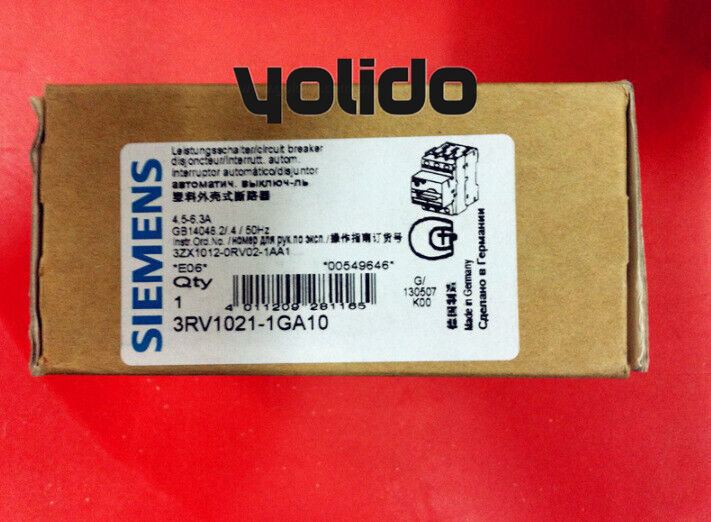 yolido
SIEMENS
Leistungsschalter/circuit breaker
disjoncteur/interrutt. autom.
interruptor automático/disjuntor
автоматич. выключ-ль
塑料外壳式断路器
4.5-6.3A
GB14048.2/.4 / 50Hz
Instr.Ord.No. / номер для рук.по эксп. /操作指南订货号
3ZX1012-0RV02-1AA1
*E06* *00549646*
Qty
1
4 011209 281165
3RV1021-1GA10
G/
130507
K00
德国制造
Made in Germany
Сделано в Германии